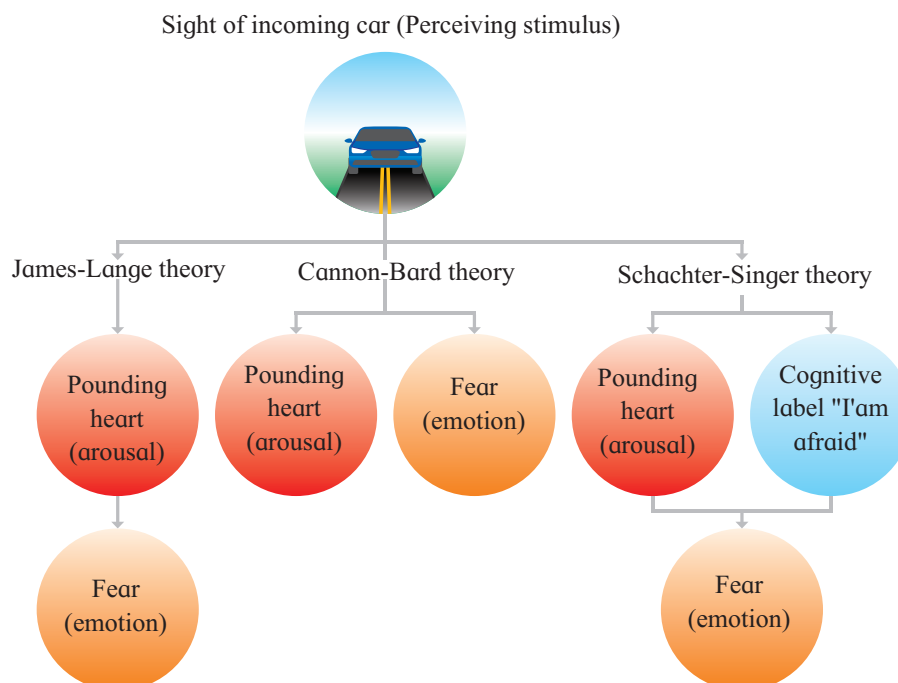 Sight of incoming car (Perceiving stimulus)
James-Lange theory
Cannon-Bard theory
Schachter-Singer theory
Pounding
heart
(arousal)
Pounding
heart
(arousal)
Fear
(emotion)
Pounding
heart
(arousal)
Cognitive
label "I'am
afraid"
Fear
(emotion)
Fear
(emotion)